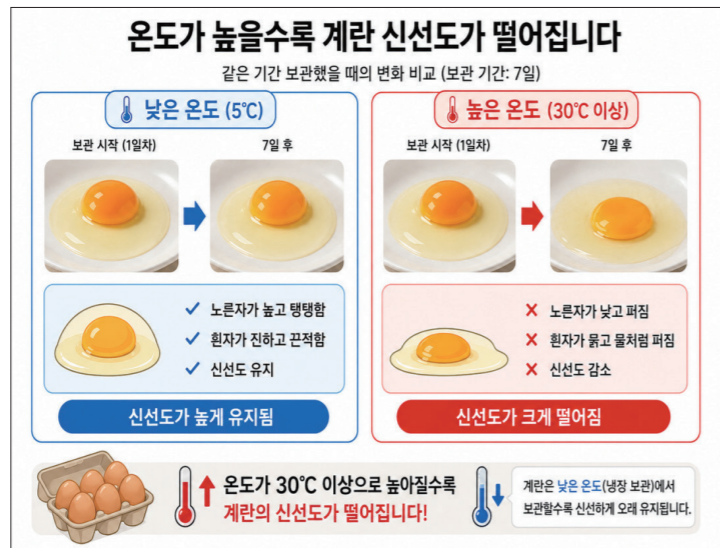 온도가 높을수록 계란 신선도가 떨어집니다
같은 기간 보관했을 때의 변화 비교 (보관 기간: 7일)
낮은 온도 (5℃)
보관 시작 (1일차)
7일 후
노른자가 높고 탱탱함
흰자가 진하고 끈적함
신선도 유지
신선도가 높게 유지됨
높은 온도 (30℃ 이상)
보관 시작 (1일차)
7일 후
노른자가 낮고 퍼짐
흰자가 묽고 물처럼 퍼짐
신선도 감소
신선도가 크게 떨어짐
온도가 30℃ 이상으로 높아질수록
계란의 신선도가 떨어집니다!
계란은 낮은 온도(냉장 보관)에서
보관할수록 신선하게 오래 유지됩니다.